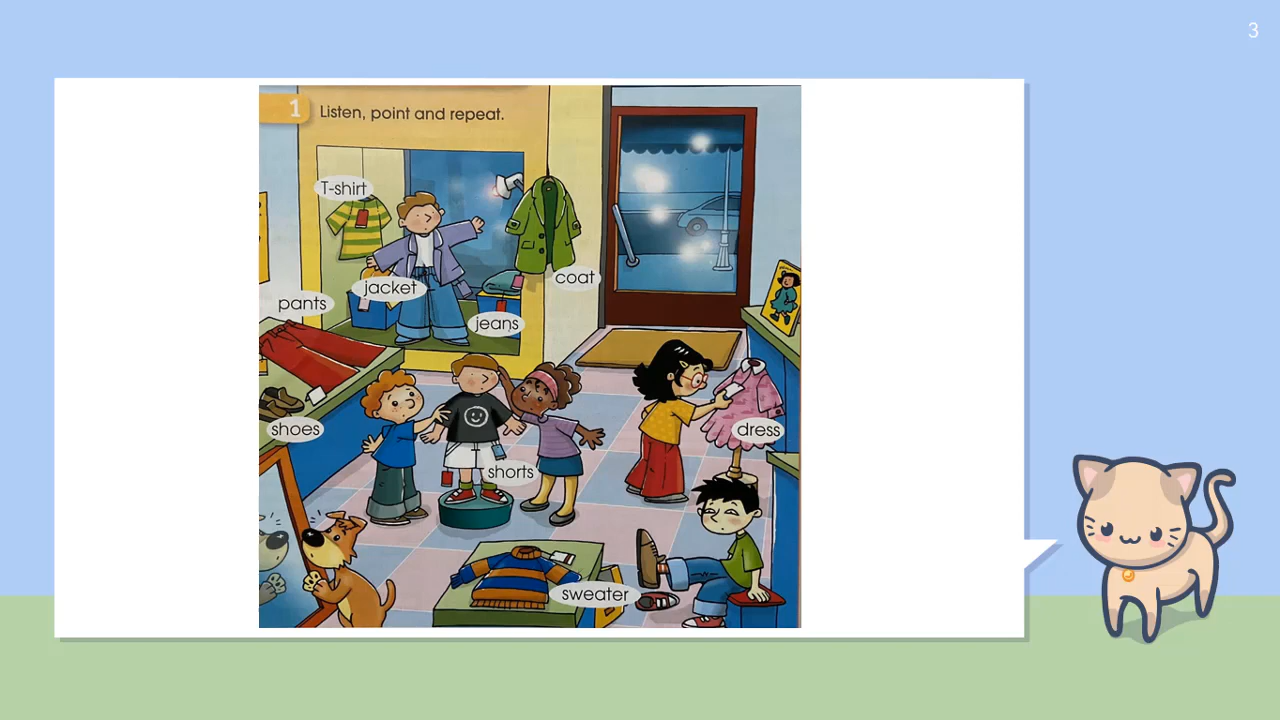 3
1 Listen, point and repeat.
T-shirt
coat
jacket
pants
jeans
shoes
dress
shorts
sweater